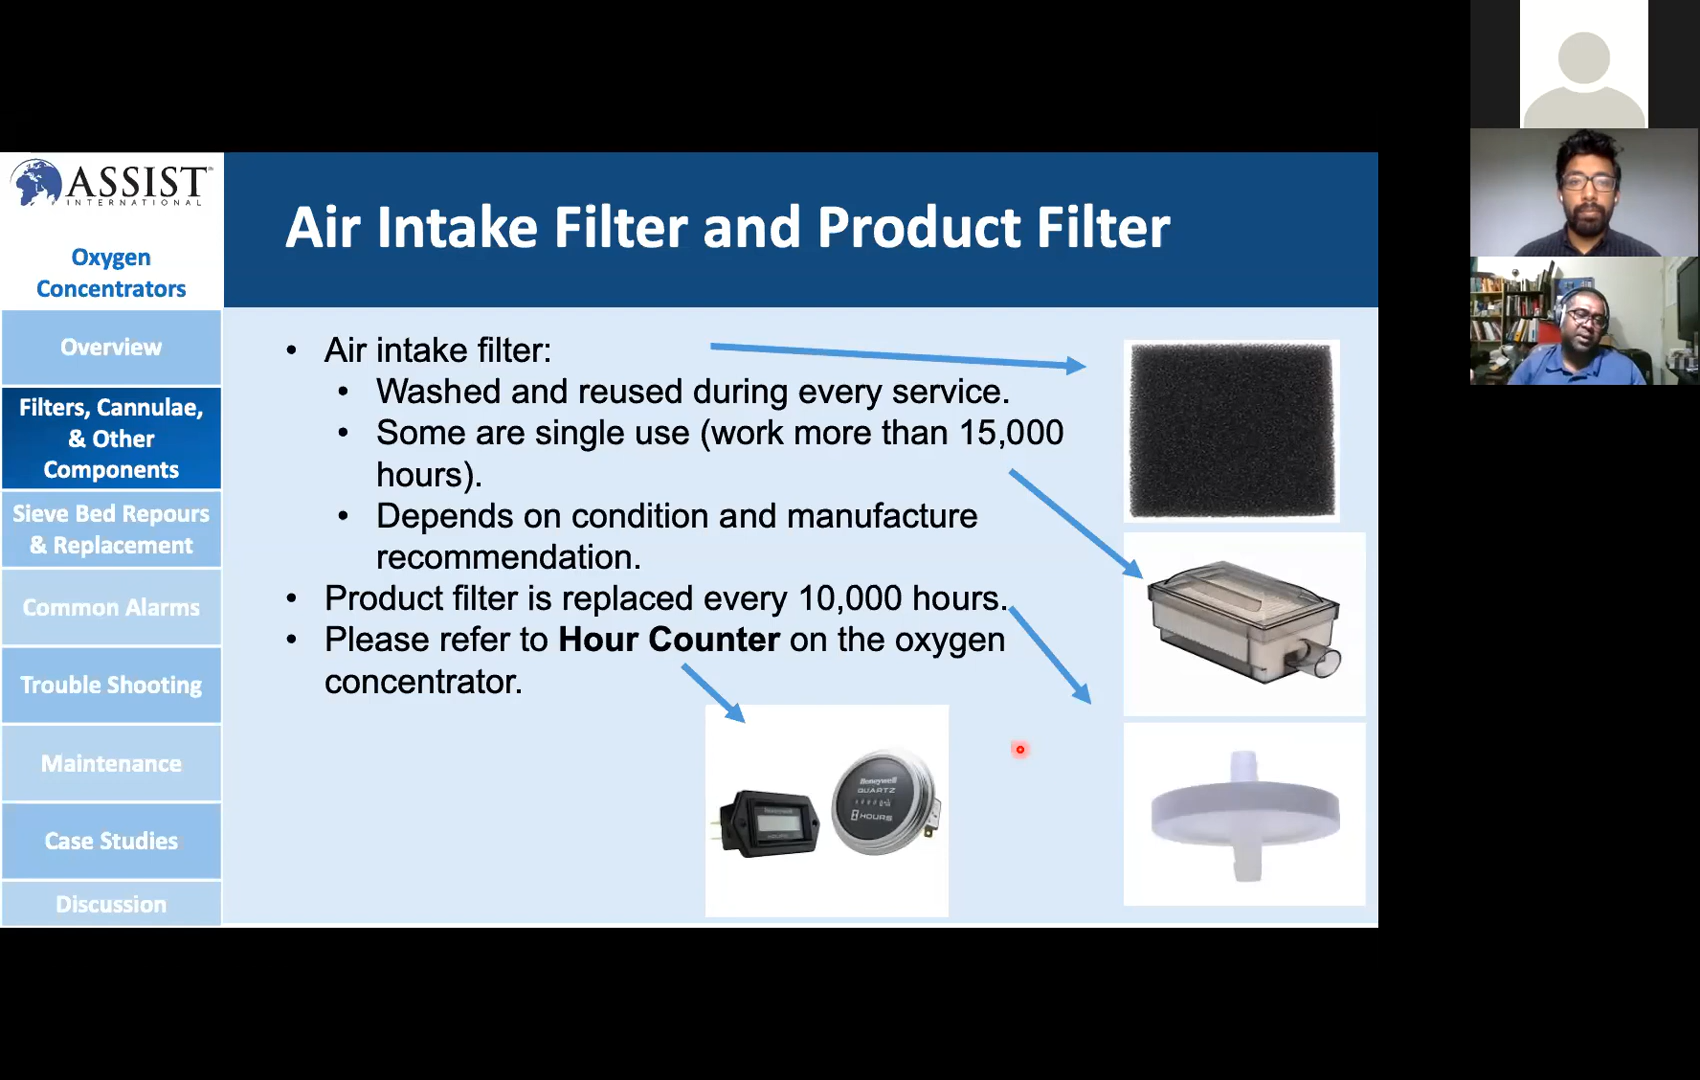 ASSIST
INTERNATIONAL
Oxygen
Concentrators
Overview
Filters, Cannulae,
& Other
Components
Sieve Bed Repours
& Replacement
Common Alarms
Trouble Shooting
Maintenance
Case Studies
Discussion
Air Intake Filter and Product Filter
• Air intake filter:
• Washed and reused during every service.
• Some are single use (work more than 15,000
hours).
• Depends on condition and manufacture
recommendation.
• Product filter is replaced every 10,000 hours.
• Please refer to Hour Counter on the oxygen
concentrator.
Honeywell
QUARTZ
HOURS